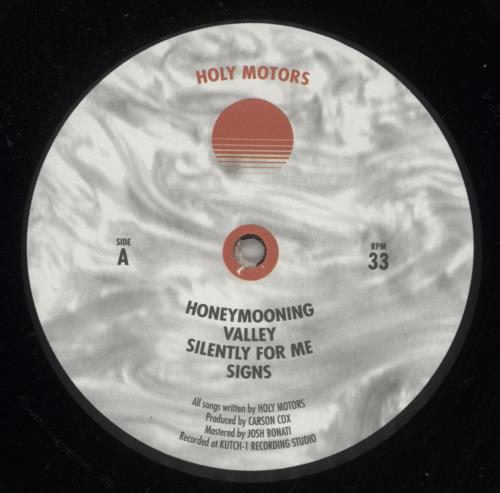 HOLY MOTORS
SIDE
A
RPM
33
HONEYMOONING
VALLEY
SILENTLY FOR ME
SIGNS
All songs written by HOLY MOTORS
Produced by CARSON COX
Mastered by JOSH BONATI
Recorded at KUTCH-1 RECORDING STUDIO